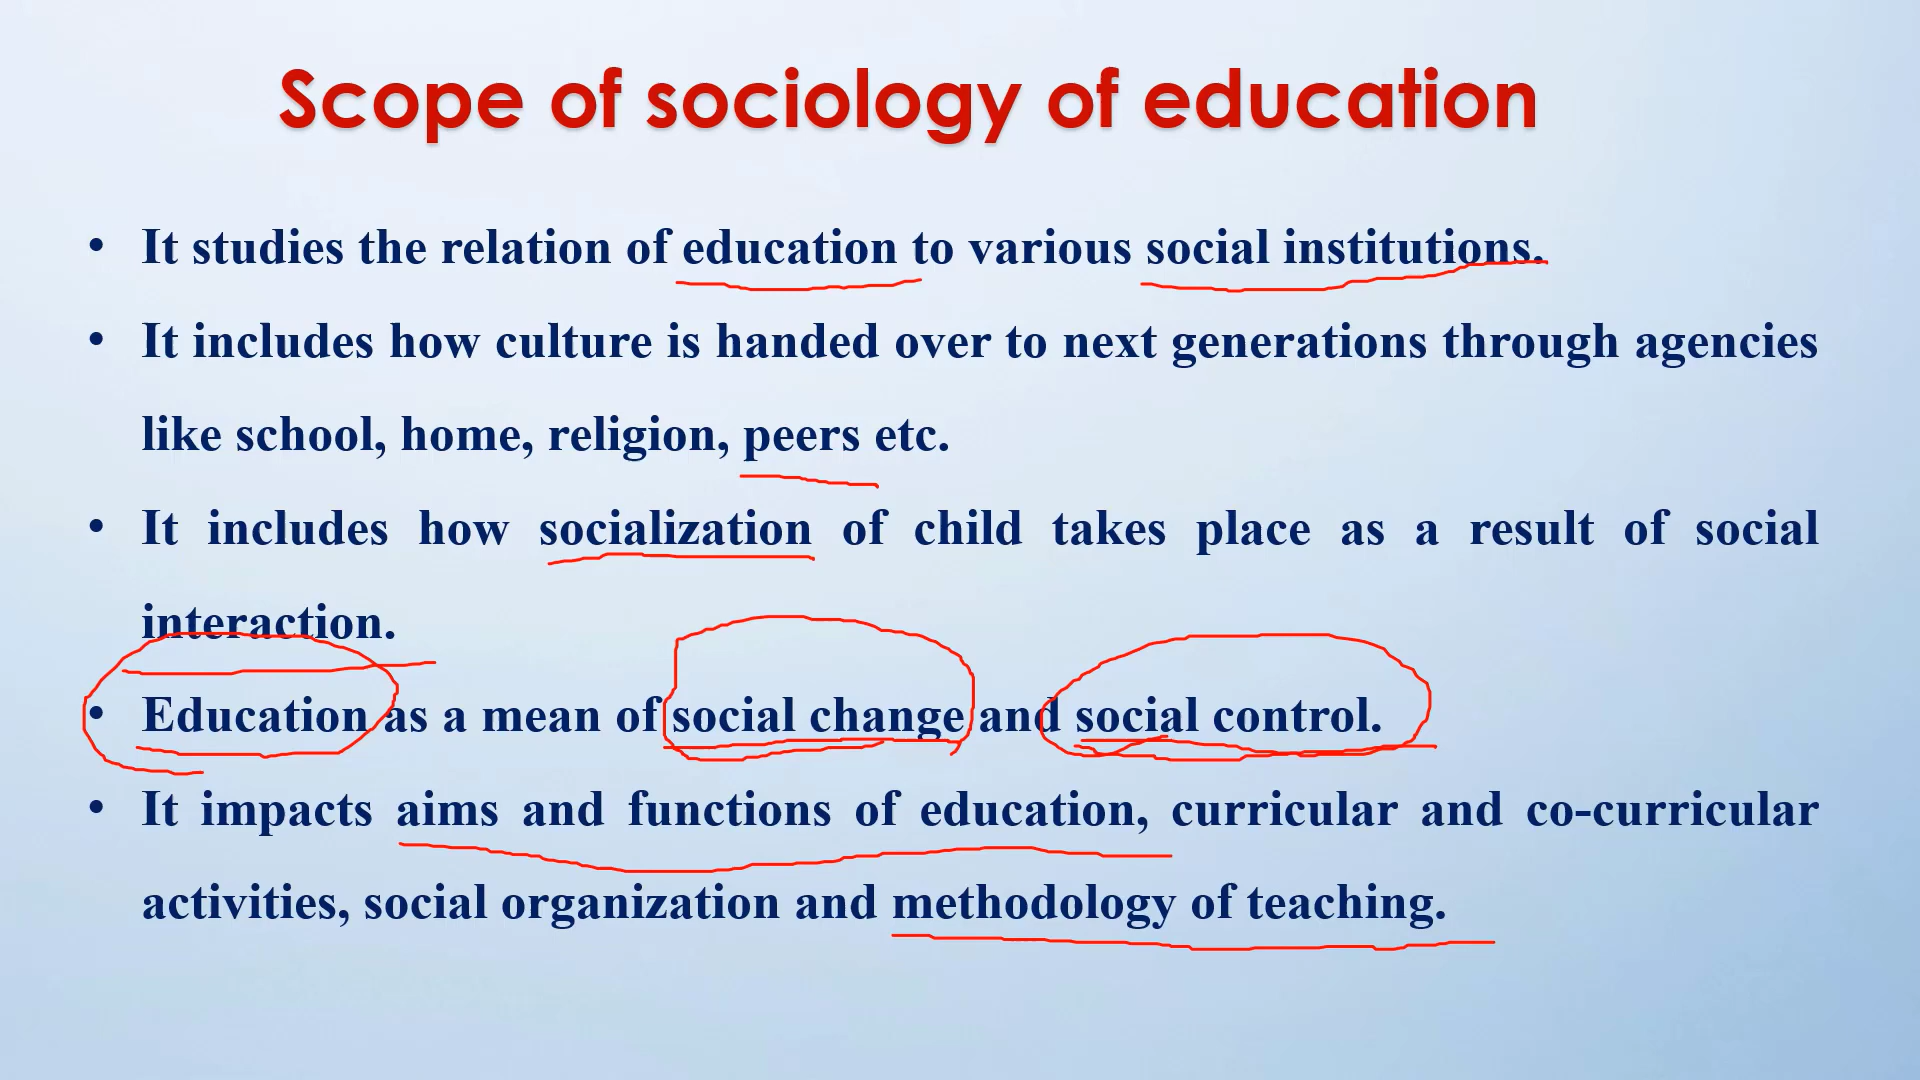 Scope of sociology of education
• It studies the relation of education to various social institutions.
• It includes how culture is handed over to next generations through agencies
like school, home, religion, peers etc.
• It includes how socialization of child takes place as a result of social
interaction.
• Education as a mean of social change and social control.
• It impacts aims and functions of education, curricular and co-curricular
activities, social organization and methodology of teaching.